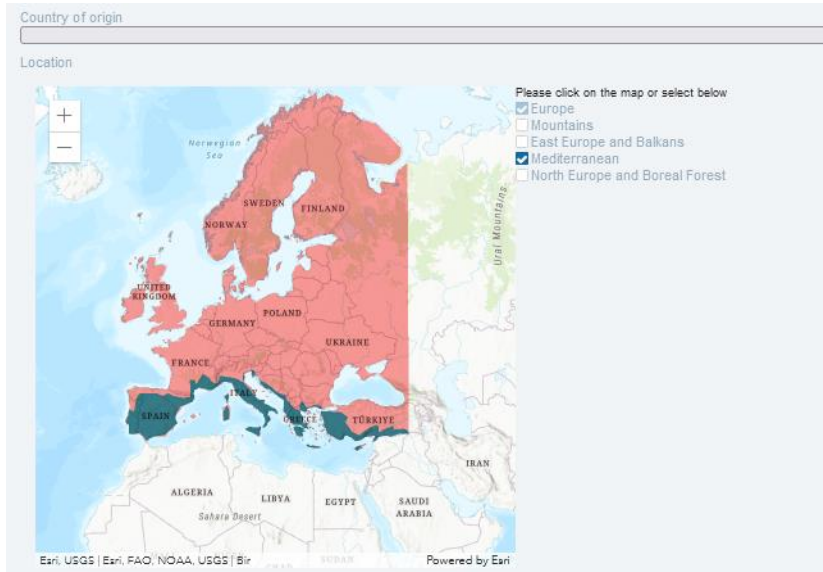 Country of origin
Location
Please click on the map or select below
Europe
Mountains
East Europe and Balkans
Mediterranean
North Europe and Boreal Forest
+
−
Norwegian
Sea
SWEDEN
FINLAND
NORWAY
Ural Mountains
UNITED
KINGDOM
POLAND
GERMANY
UKRAINE
FRANCE
ITALY
SPAIN
GREECE
TÜRKIYE
IRAN
ALGERIA
LIBYA
EGYPT
SAUDI
ARABIA
Sahara Desert
CHAD
SUDAN
Esri, USGS | Esri, FAO, NOAA, USGS | Bir
Powered by Esri